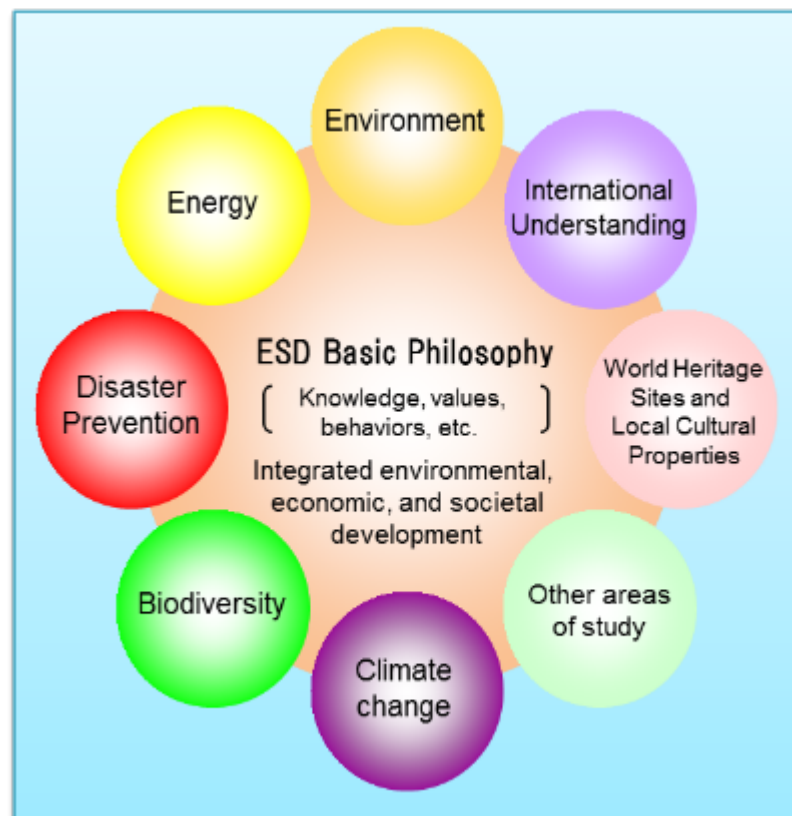 Environment
International
Understanding
World Heritage
Sites and
Local Cultural
Properties
Other areas
of study
Climate
change
Biodiversity
Disaster
Prevention
Energy
ESD Basic Philosophy
[ Knowledge, values,
behaviors, etc. ]
Integrated environmental,
economic, and societal
development